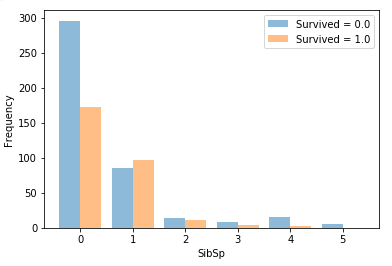 Survived = 0.0
Survived = 1.0
Frequency
300
250
200
150
100
50
0
0 1 2 3 4 5
SibSp